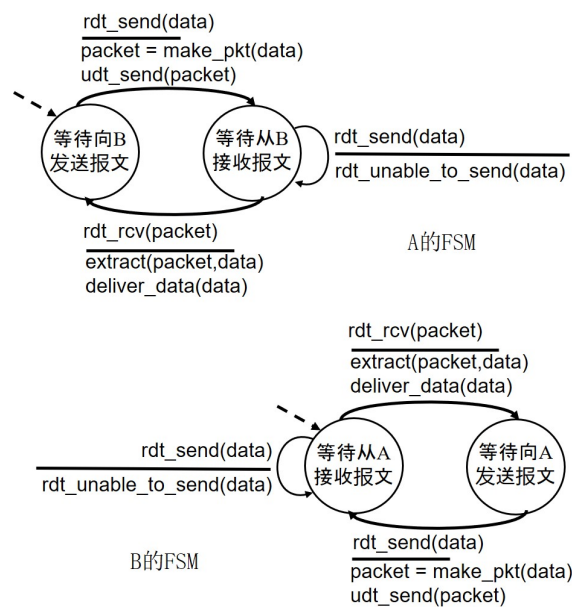 rdt_send(data)
packet = make_pkt(data)
udt_send(packet)
等待向B
发送报文
等待从B
接收报文
rdt_send(data)
rdt_unable_to_send(data)
rdt_rcv(packet)
extract(packet,data)
deliver_data(data)
A的FSM
rdt_rcv(packet)
extract(packet,data)
deliver_data(data)
rdt_send(data)
rdt_unable_to_send(data)
等待从A
接收报文
等待向A
发送报文
B的FSM
rdt_send(data)
packet = make_pkt(data)
udt_send(packet)